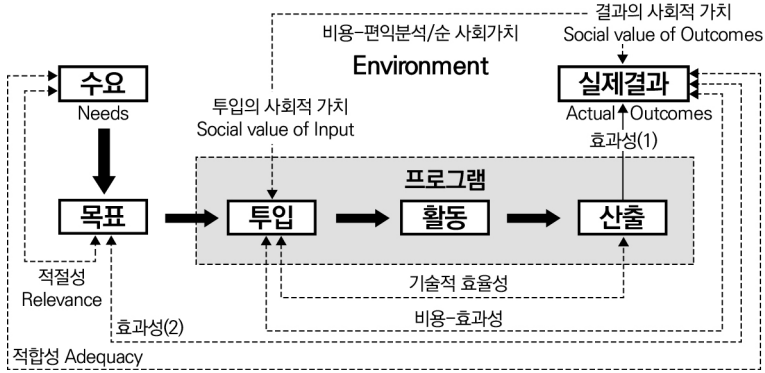 결과의 사회적 가치
비용-편익분석/순 사회가치
Social value of Outcomes
Environment
수요
실제결과
Needs
투입의 사회적 가치
Social value of Input
Actual Outcomes
효과성(1)
프로그램
목표
투입
활동
산출
적절성
Relevance
기술적 효율성
비용-효과성
효과성(2)
적합성 Adequacy